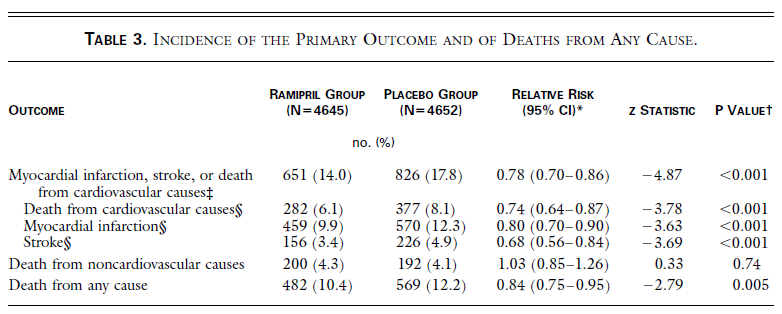 TABLE 3. INCIDENCE OF THE PRIMARY OUTCOME AND OF DEATHS FROM ANY CAUSE.
OUTCOME RAMIPRIL GROUP (N=4645) PLACEBO GROUP (N=4652) RELATIVE RISK (95% CI)* Z STATISTIC P VALUE†
no. (%)
Myocardial infarction, stroke, or death 651 (14.0) 826 (17.8) 0.78 (0.70–0.86) −4.87 <0.001
from cardiovascular causes‡
Death from cardiovascular causes§ 282 (6.1) 377 (8.1) 0.74 (0.64–0.87) −3.78 <0.001
Myocardial infarction§ 459 (9.9) 570 (12.3) 0.80 (0.70–0.90) −3.63 <0.001
Stroke§ 156 (3.4) 226 (4.9) 0.68 (0.56–0.84) −3.69 <0.001
Death from noncardiovascular causes 200 (4.3) 192 (4.1) 1.03 (0.85–1.26) 0.33 0.74
Death from any cause 482 (10.4) 569 (12.2) 0.84 (0.75–0.95) −2.79 0.005